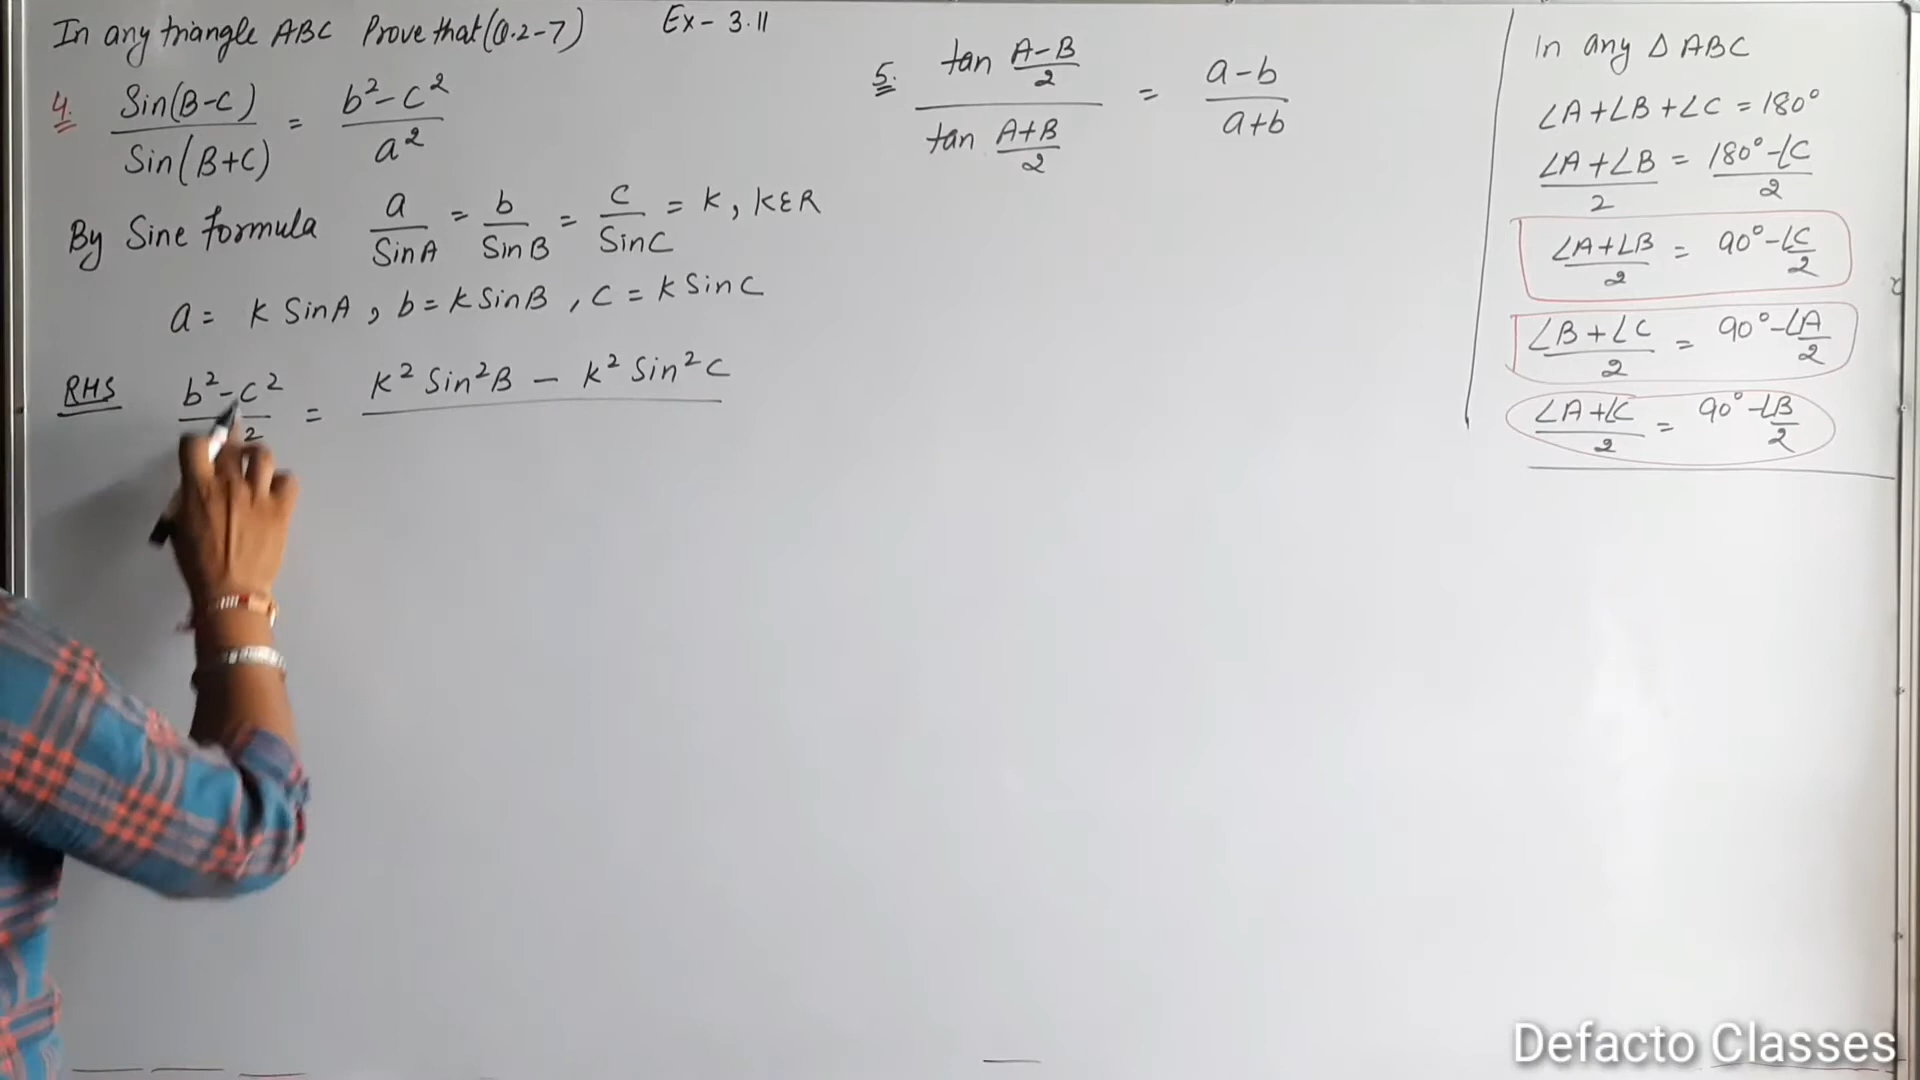 In any triangle ABC Prove that (Q.2-7) Ex- 3.11
4. Sin(B-C) / Sin(B+C) = b²-c² / a²
By Sine formula a / SinA = b / SinB = c / SinC = K, KER
a = K SinA, b = K SinB, c = K SinC
RHS b²-c² / 2 = K² Sin²B - K² Sin²C
5. tan A-B/2 / tan A+B/2 = a-b / a+b
In any △ ABC
∠A+∠B+∠C = 180°
∠A+∠B / 2 = 180°-∠C / 2
∠A+∠B / 2 = 90°-∠C/2
∠B+∠C / 2 = 90°-∠A/2
∠A+∠C / 2 = 90°-∠B/2
Defacto Classes